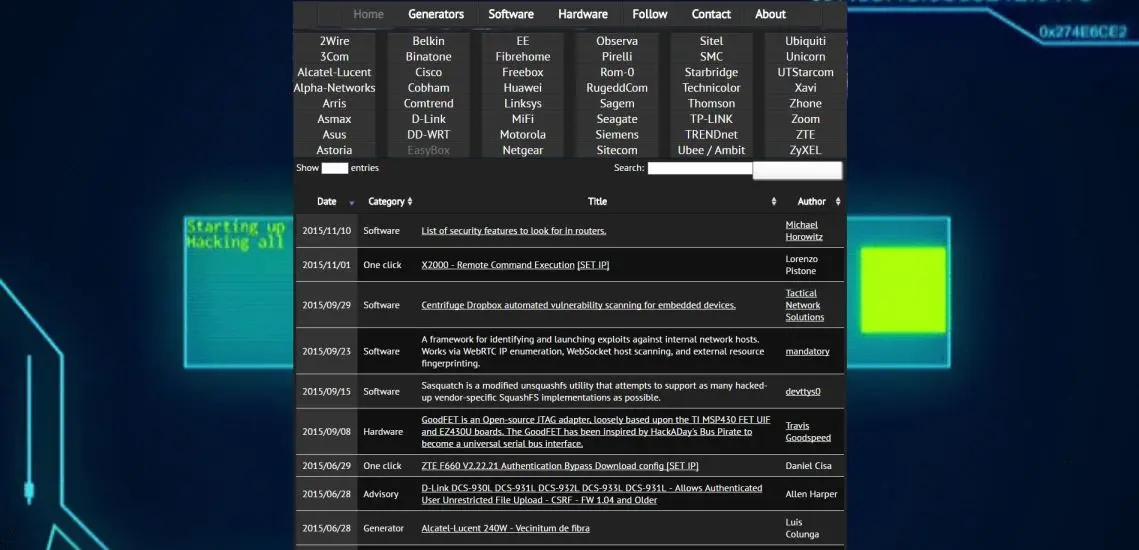 Home Generators Software Hardware Follow Contact About
0x274E6CE2
2Wire Belkin EE Observa Sitel Ubiquiti
3Com Binatone Fibrehome Pirelli SMC Unicorn
Alcatel-Lucent Cisco Freebox Rom-0 Starbridge UTStarcom
Alpha-Networks Cobham Huawei RugeddCom Technicolor Xavi
Arris Comtrend Linksys Sagem Thomson Zhone
Asmax D-Link MiFi Seagate TP-LINK Zoom
Asus DD-WRT Motorola Siemens TRENDnet ZTE
Astoria EasyBox Netgear Sitecom Ubee / Ambit ZyXEL
Show entries Search:
Date Category Title Author
Starting up
Hacking all
2015/11/10 Software List of security features to look for in routers. Michael
Horowitz
2015/11/01 One click X2000 - Remote Command Execution [SET IP] Lorenzo
Pistone
2015/09/29 Software Centrifuge Dropbox automated vulnerability scanning for embedded devices. Tactical
Network
Solutions
A framework for identifying and launching exploits against internal network hosts.
2015/09/23 Software Works via WebRTC IP enumeration, WebSocket host scanning, and external resource mandatory
fingerprinting.
2015/09/15 Software Sasquatch is a modified unsquashfs utility that attempts to support as many hacked-
up vendor-specific SquashFS implementations as possible. devttys0
GoodFET is an Open-source JTAG adapter, loosely based upon the TI MSP430 FET UIF
2015/09/08 Hardware and EZ430U boards. The GoodFET has been inspired by HackADay's Bus Pirate to Travis
become a universal serial bus interface. Goodspeed
2015/06/29 One click ZTE F660 V2.22.21 Authentication Bypass Download config [SET IP] Daniel Cisa
2015/06/28 Advisory D-Link DCS-930L DCS-931L DCS-932L DCS-933L DCS-931L - Allows Authenticated
User Unrestricted File Upload - CSRF - FW 1.04 and Older Allen Harper
2015/06/28 Generator Alcatel-Lucent 240W - Vecinitum de fibra Luis
Colunga